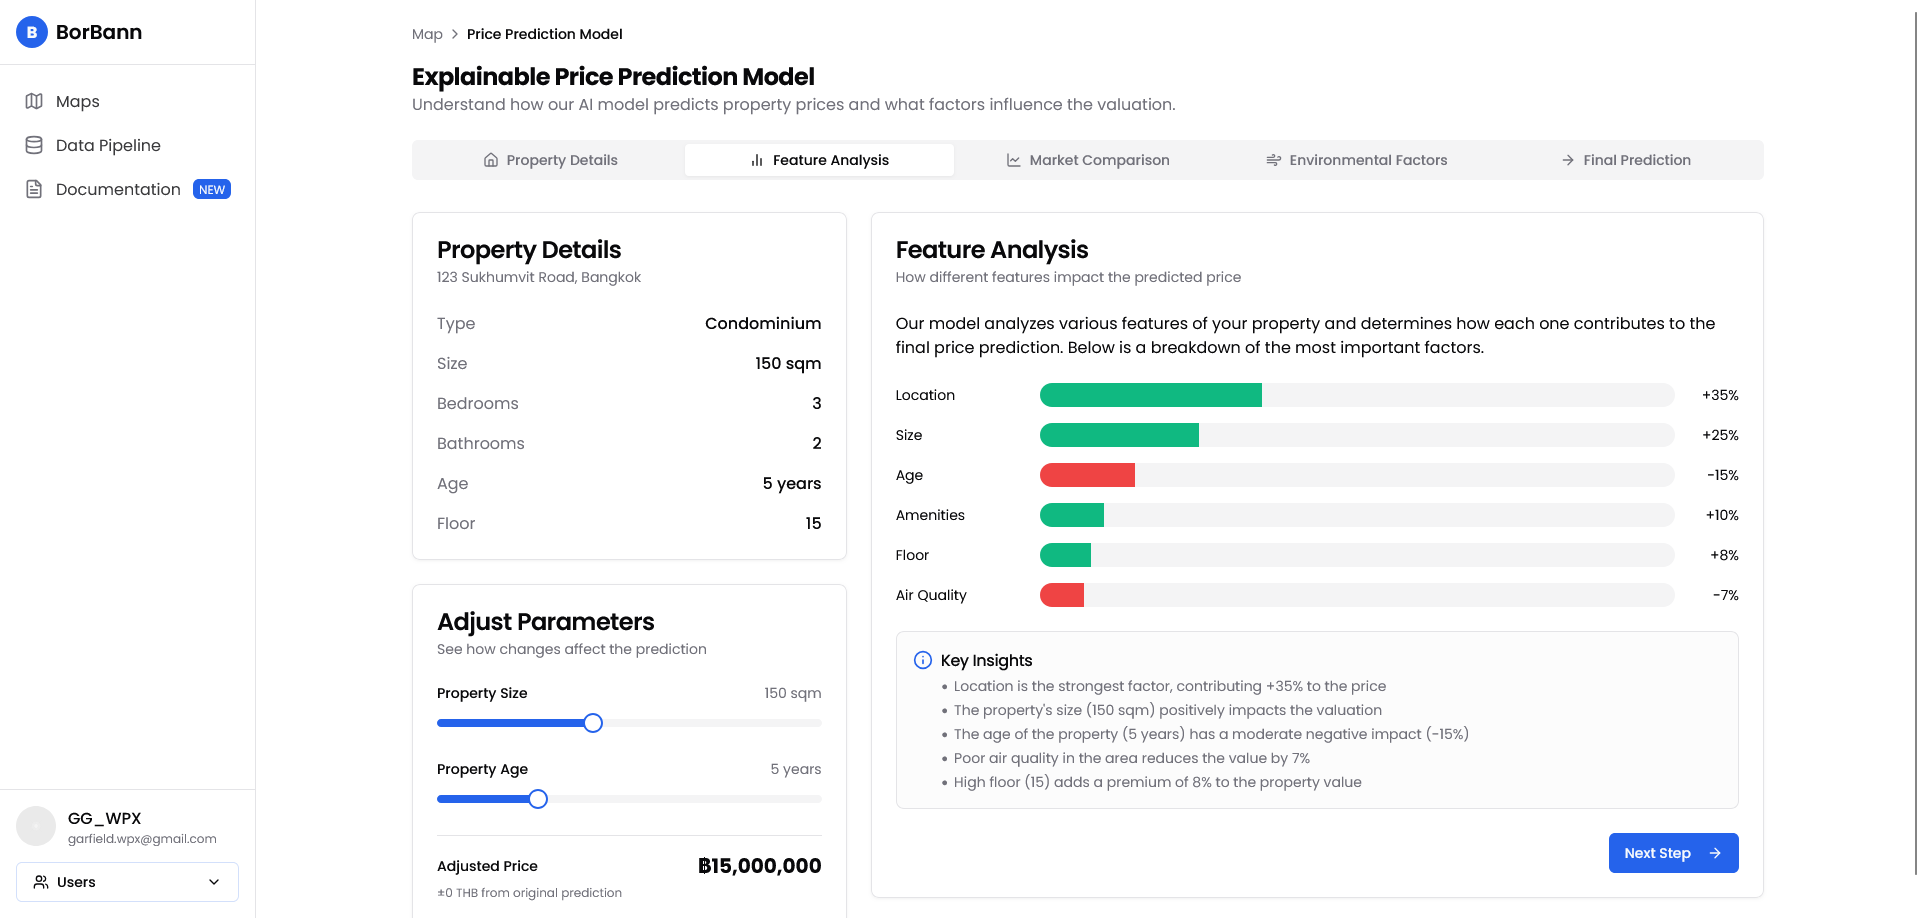 B BorBann
Maps
Data Pipeline
Documentation NEW
GG_WPX
garfield.wpx@gmail.com
Users
Map > Price Prediction Model
Explainable Price Prediction Model
Understand how our AI model predicts property prices and what factors influence the valuation.
Property Details
Feature Analysis
Market Comparison
Environmental Factors
Final Prediction
Property Details
123 Sukhumvit Road, Bangkok
Type Condominium
Size 150 sqm
Bedrooms 3
Bathrooms 2
Age 5 years
Floor 15
Adjust Parameters
See how changes affect the prediction
Property Size 150 sqm
Property Age 5 years
Adjusted Price ฿15,000,000
±0 THB from original prediction
Feature Analysis
How different features impact the predicted price
Our model analyzes various features of your property and determines how each one contributes to the
final price prediction. Below is a breakdown of the most important factors.
Location +35%
Size +25%
Age -15%
Amenities +10%
Floor +8%
Air Quality -7%
Key Insights
• Location is the strongest factor, contributing +35% to the price
• The property's size (150 sqm) positively impacts the valuation
• The age of the property (5 years) has a moderate negative impact (-15%)
• Poor air quality in the area reduces the value by 7%
• High floor (15) adds a premium of 8% to the property value
Next Step